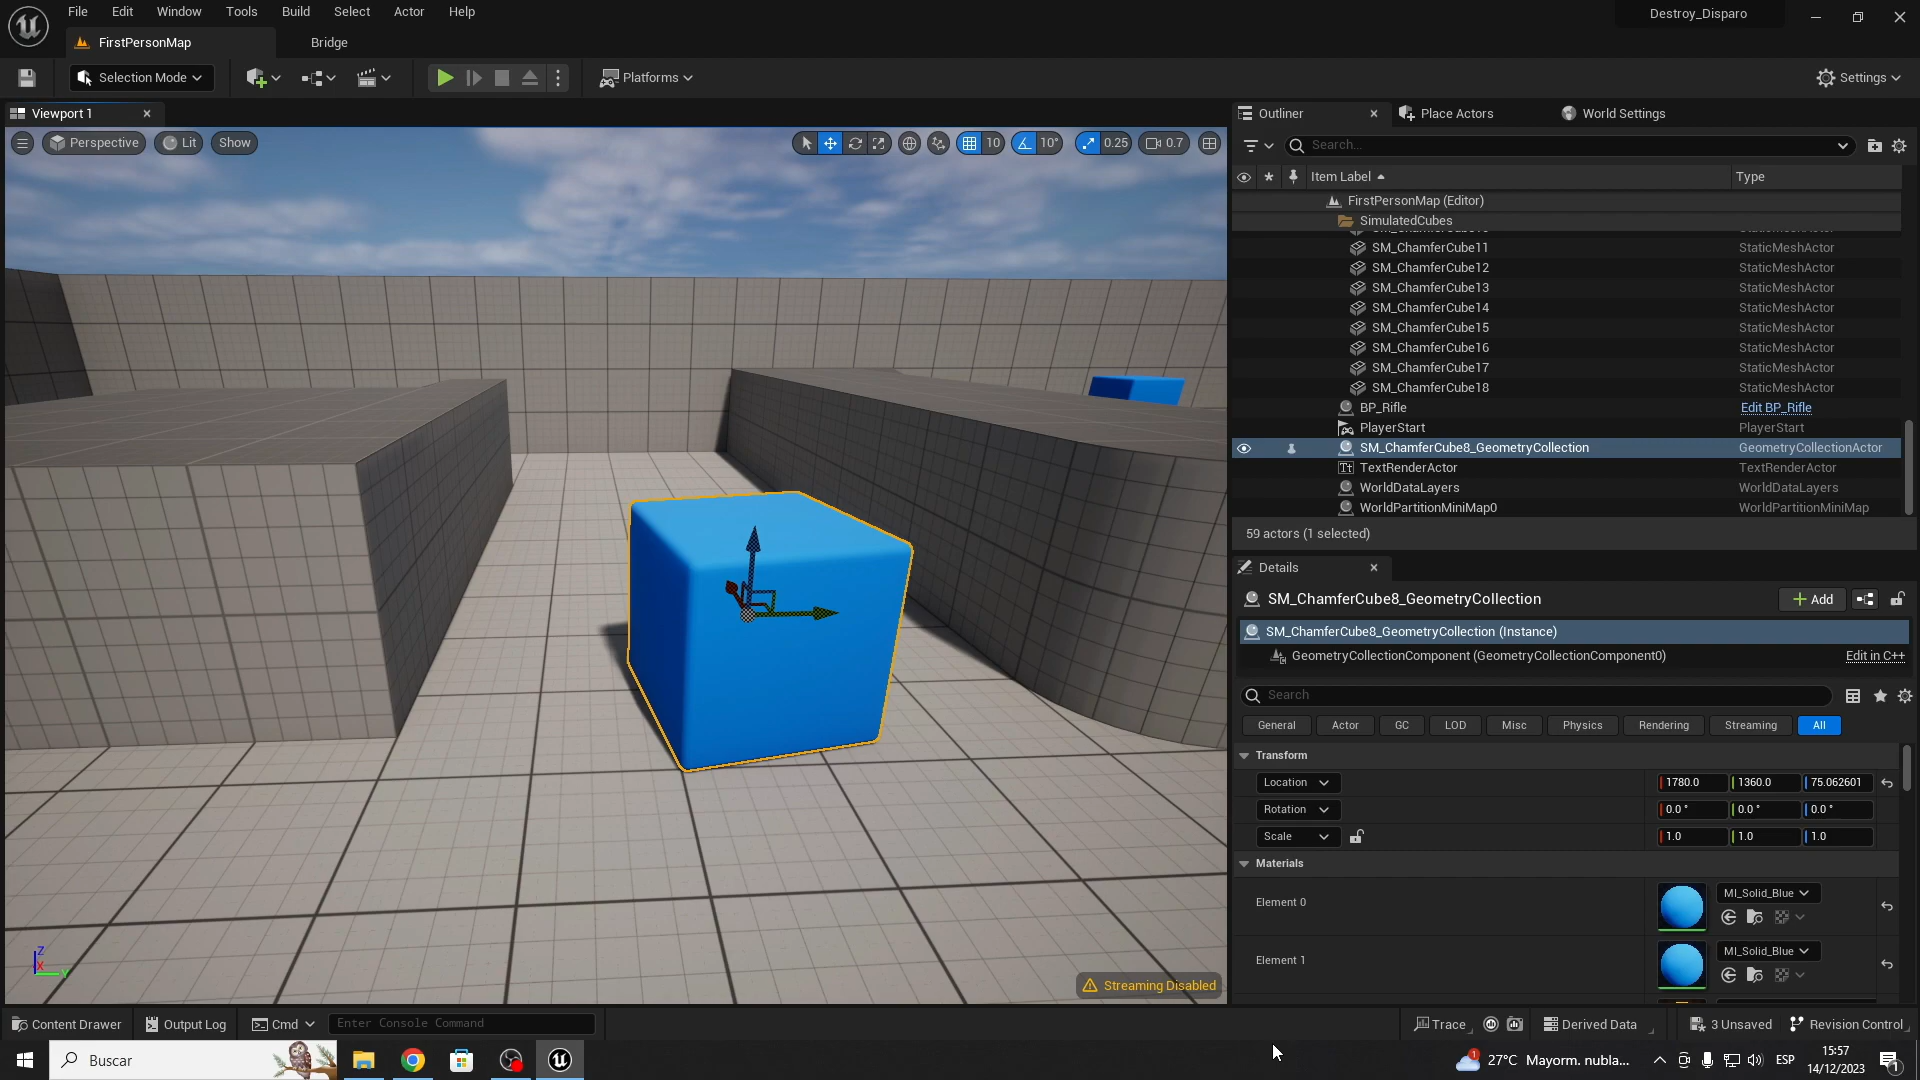 File Edit Window Tools Build Select Actor Help
Destroy_Disparo
FirstPersonMap
Bridge
Selection Mode
Platforms
Settings
Viewport 1
Perspective
Lit
Show
10
10°
0.25
0.7
Outliner
Place Actors
World Settings
Search...
Item Label
Type
FirstPersonMap (Editor)
SimulatedCubes
SM_ChamferCube11 StaticMeshActor
SM_ChamferCube12 StaticMeshActor
SM_ChamferCube13 StaticMeshActor
SM_ChamferCube14 StaticMeshActor
SM_ChamferCube15 StaticMeshActor
SM_ChamferCube16 StaticMeshActor
SM_ChamferCube17 StaticMeshActor
SM_ChamferCube18 StaticMeshActor
BP_Rifle Edit BP_Rifle
PlayerStart PlayerStart
SM_ChamferCube8_GeometryCollection GeometryCollectionActor
TextRenderActor TextRenderActor
WorldDataLayers WorldDataLayers
WorldPartitionMiniMap0 WorldPartitionMiniMap
59 actors (1 selected)
Details
SM_ChamferCube8_GeometryCollection
Add
SM_ChamferCube8_GeometryCollection (Instance)
GeometryCollectionComponent (GeometryCollectionComponent0) Edit in C++
Search
General Actor GC LOD Misc Physics Rendering Streaming All
Transform
Location 1780.0 1360.0 75.062601
Rotation 0.0° 0.0° 0.0°
Scale 1.0 1.0 1.0
Materials
Element 0 MI_Solid_Blue
Element 1 MI_Solid_Blue
Z
X
Y
Streaming Disabled
Content Drawer Output Log Cmd Enter Console Command
Trace Derived Data 3 Unsaved Revision Control
Buscar
1
27°C Mayorm. nubla...
ESP
15:57
14/12/2023
1